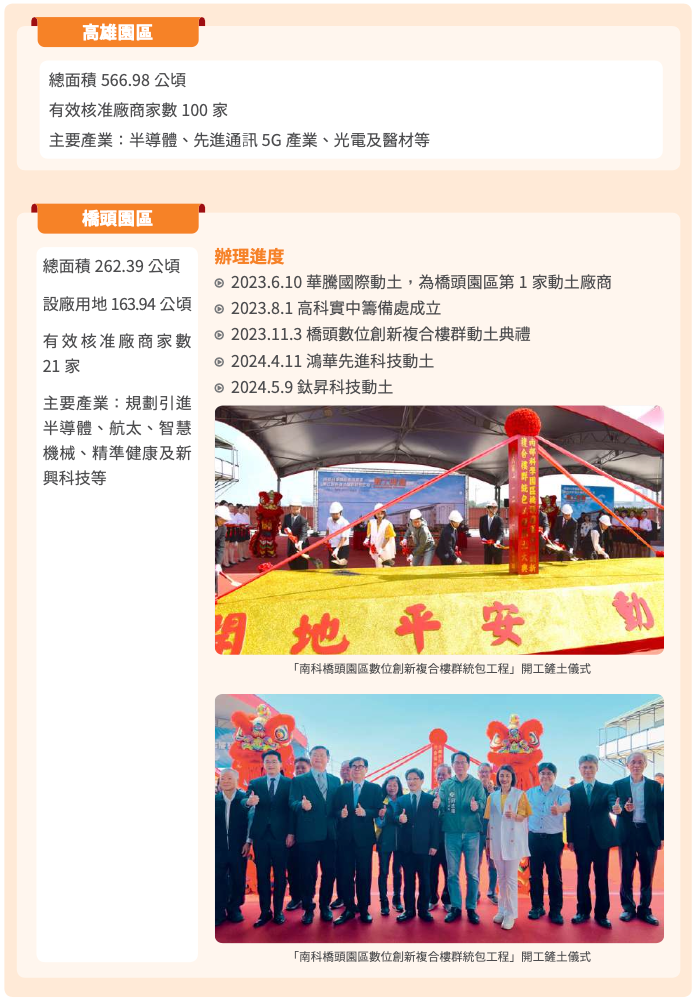 高雄園區
總面積 566.98 公頃
有效核准廠商家數 100 家
主要產業：半導體、先進通訊 5G 產業、光電及醫材等
橋頭園區
總面積 262.39 公頃
設廠用地 163.94 公頃
有效核准廠商家數
21 家
主要產業：規劃引進
半導體、航太、智慧
機械、精準健康及新
興科技等
辦理進度
2023.6.10 華騰國際動土，為橋頭園區第 1 家動土廠商
2023.8.1 高科實中籌備處成立
2023.11.3 橋頭數位創新複合樓群動土典禮
2024.4.11 鴻華先進科技動土
2024.5.9 鈦昇科技動土
地平安動
「南科橋頭園區數位創新複合樓群統包工程」開工鏟土儀式
「南科橋頭園區數位創新複合樓群統包工程」開工鏟土儀式